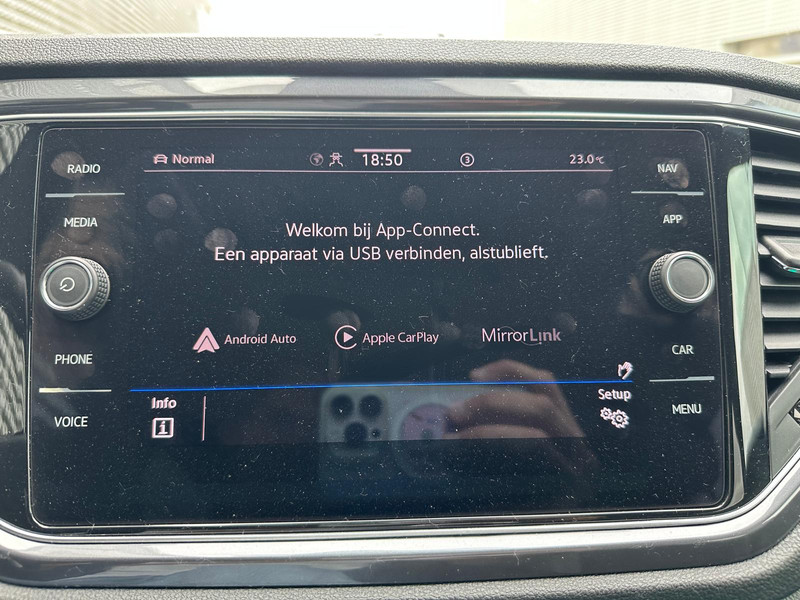 RADIO
MEDIA
PHONE
VOICE
Normal
18:50
3
23.0°C
Welkom bij App-Connect.
Een apparaat via USB verbinden, alstublieft.
Android Auto
Apple CarPlay
MirrorLink
Info
i
Setup
NAV
APP
CAR
MENU